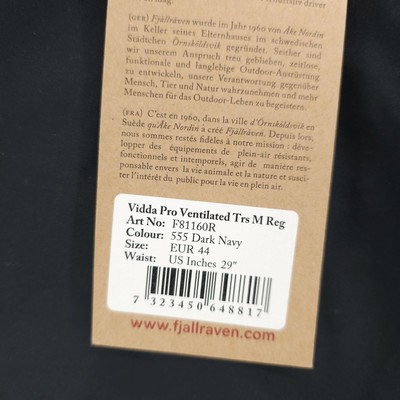 driver
(GER) Fjällräven wurde im Jahr 1960 von Åke Nordin
im Keller seines Elternhauses im schwedischen
Städtchen Örnsköldsvik gegründet. Seither sind
wir unserem Anspruch treu geblieben, zeitlose,
funktionale und langlebige Outdoor-Ausrüstung
zu entwickeln, unsere Verantwortung gegenüber
Mensch, Tier und Natur wahrzunehmen und mehr
Menschen für das Outdoor-Leben zu begeistern.
(FRA) C'est en 1960, dans la ville d'Örnsköldsvik en
Suède qu'Åke Nordin à créé Fjällräven. Depuis lors,
nous sommes restés fidèles à notre mission : déve-
lopper des équipements de plein-air résistants,
fonctionnels et intemporels, agir de manière res-
ponsable envers la vie animale et la nature et susci-
ter l'intérêt du public pour la vie en plein air.
Vidda Pro Ventilated Trs M Reg
Art No: F81160R
Colour: 555 Dark Navy
Size: EUR 44
Waist: US Inches 29"
7 323450 648817
www.fjallraven.com